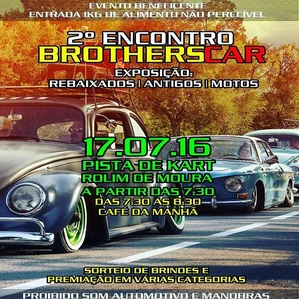 EVENTO BENEFICENTE
ENTRADA 1KG DE ALIMENTO NÃO PERECÍVEL
2º ENCONTRO
BROTHERSCAR
EXPOSIÇÃO:
REBAIXADOS | ANTIGOS | MOTOS
17.07.16
PISTA DE KART
ROLIM DE MOURA
A PARTIR DAS 7:30
DAS 7:30 ÀS 8:30
CAFÉ DA MANHÃ
SORTEIO DE BRINDES E
PREMIAÇÃO EM VÁRIAS CATEGORIAS
PROIBIDO SOM AUTOMOTIVO E MANOBRAS